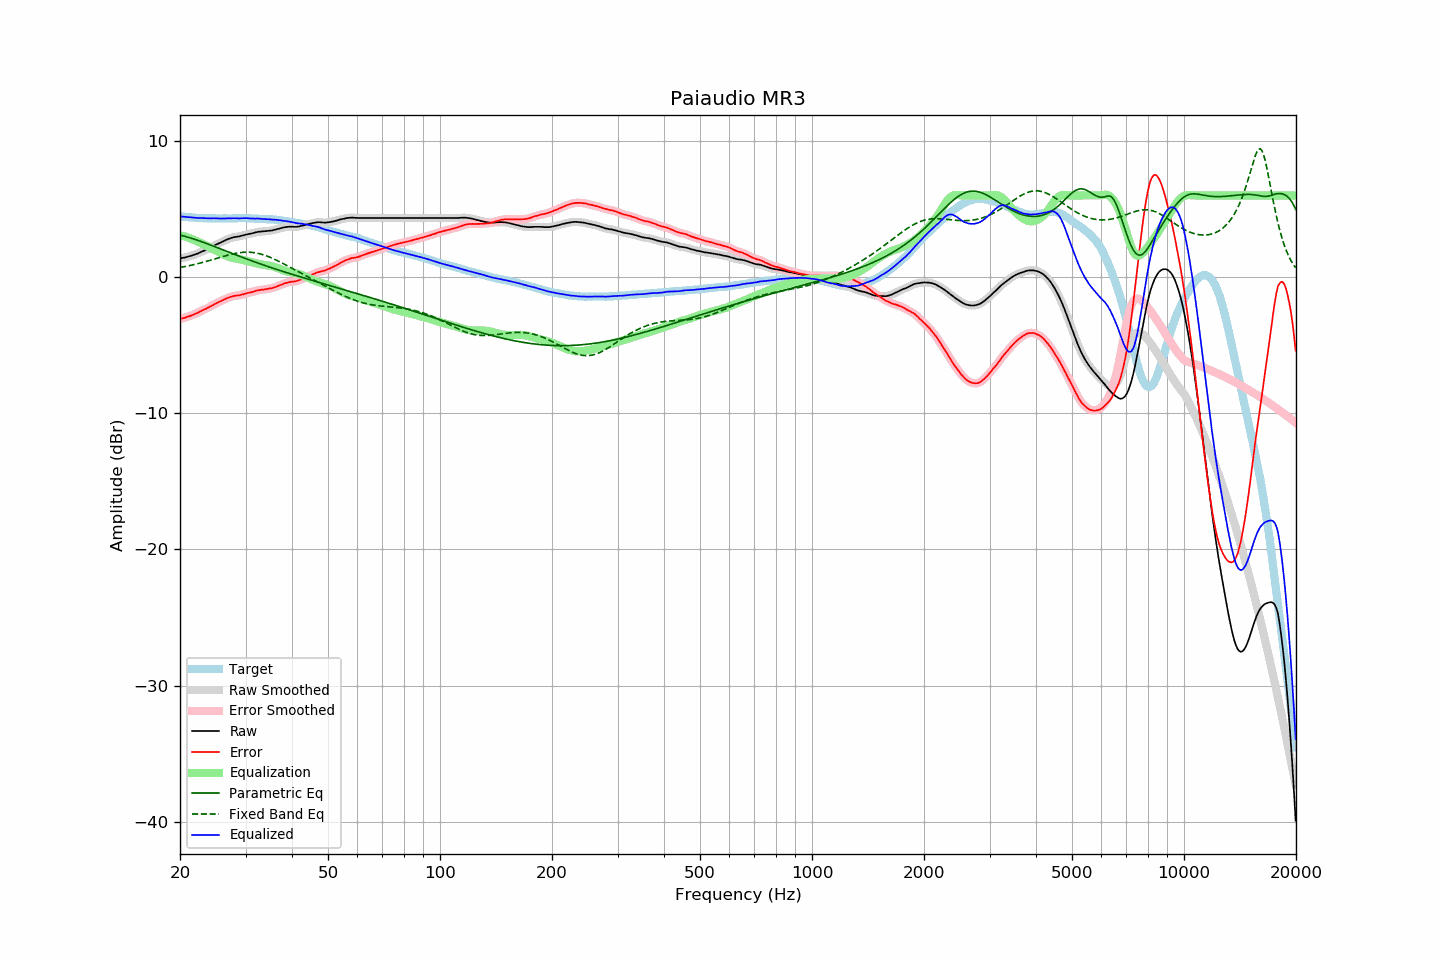 Paiaudio MR3
10
0
−10
−20
−30
−40
Amplitude (dBr)
Target
Raw Smoothed
Error Smoothed
Raw
Error
Equalization
Parametric Eq
Fixed Band Eq
Equalized
20 50 100 200 500 1000 2000 5000 10000 20000
Frequency (Hz)